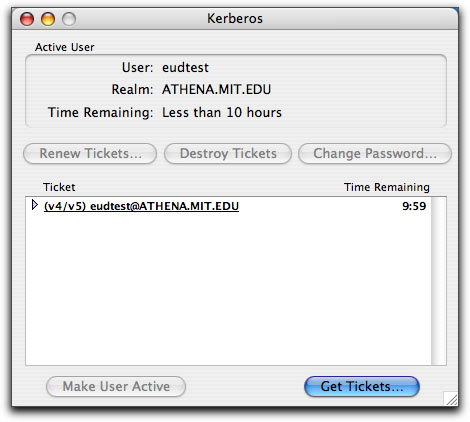 Kerberos
Active User
User: eudtest
Realm: ATHENA.MIT.EDU
Time Remaining: Less than 10 hours
Renew Tickets... Destroy Tickets Change Password...
Ticket Time Remaining
(v4/v5) eudtest@ATHENA.MIT.EDU 9:59
Make User Active Get Tickets...